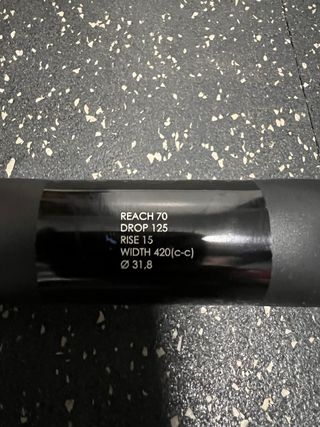 REACH 70
DROP 125
RISE 15
WIDTH 420(c-c)
Ø 31,8